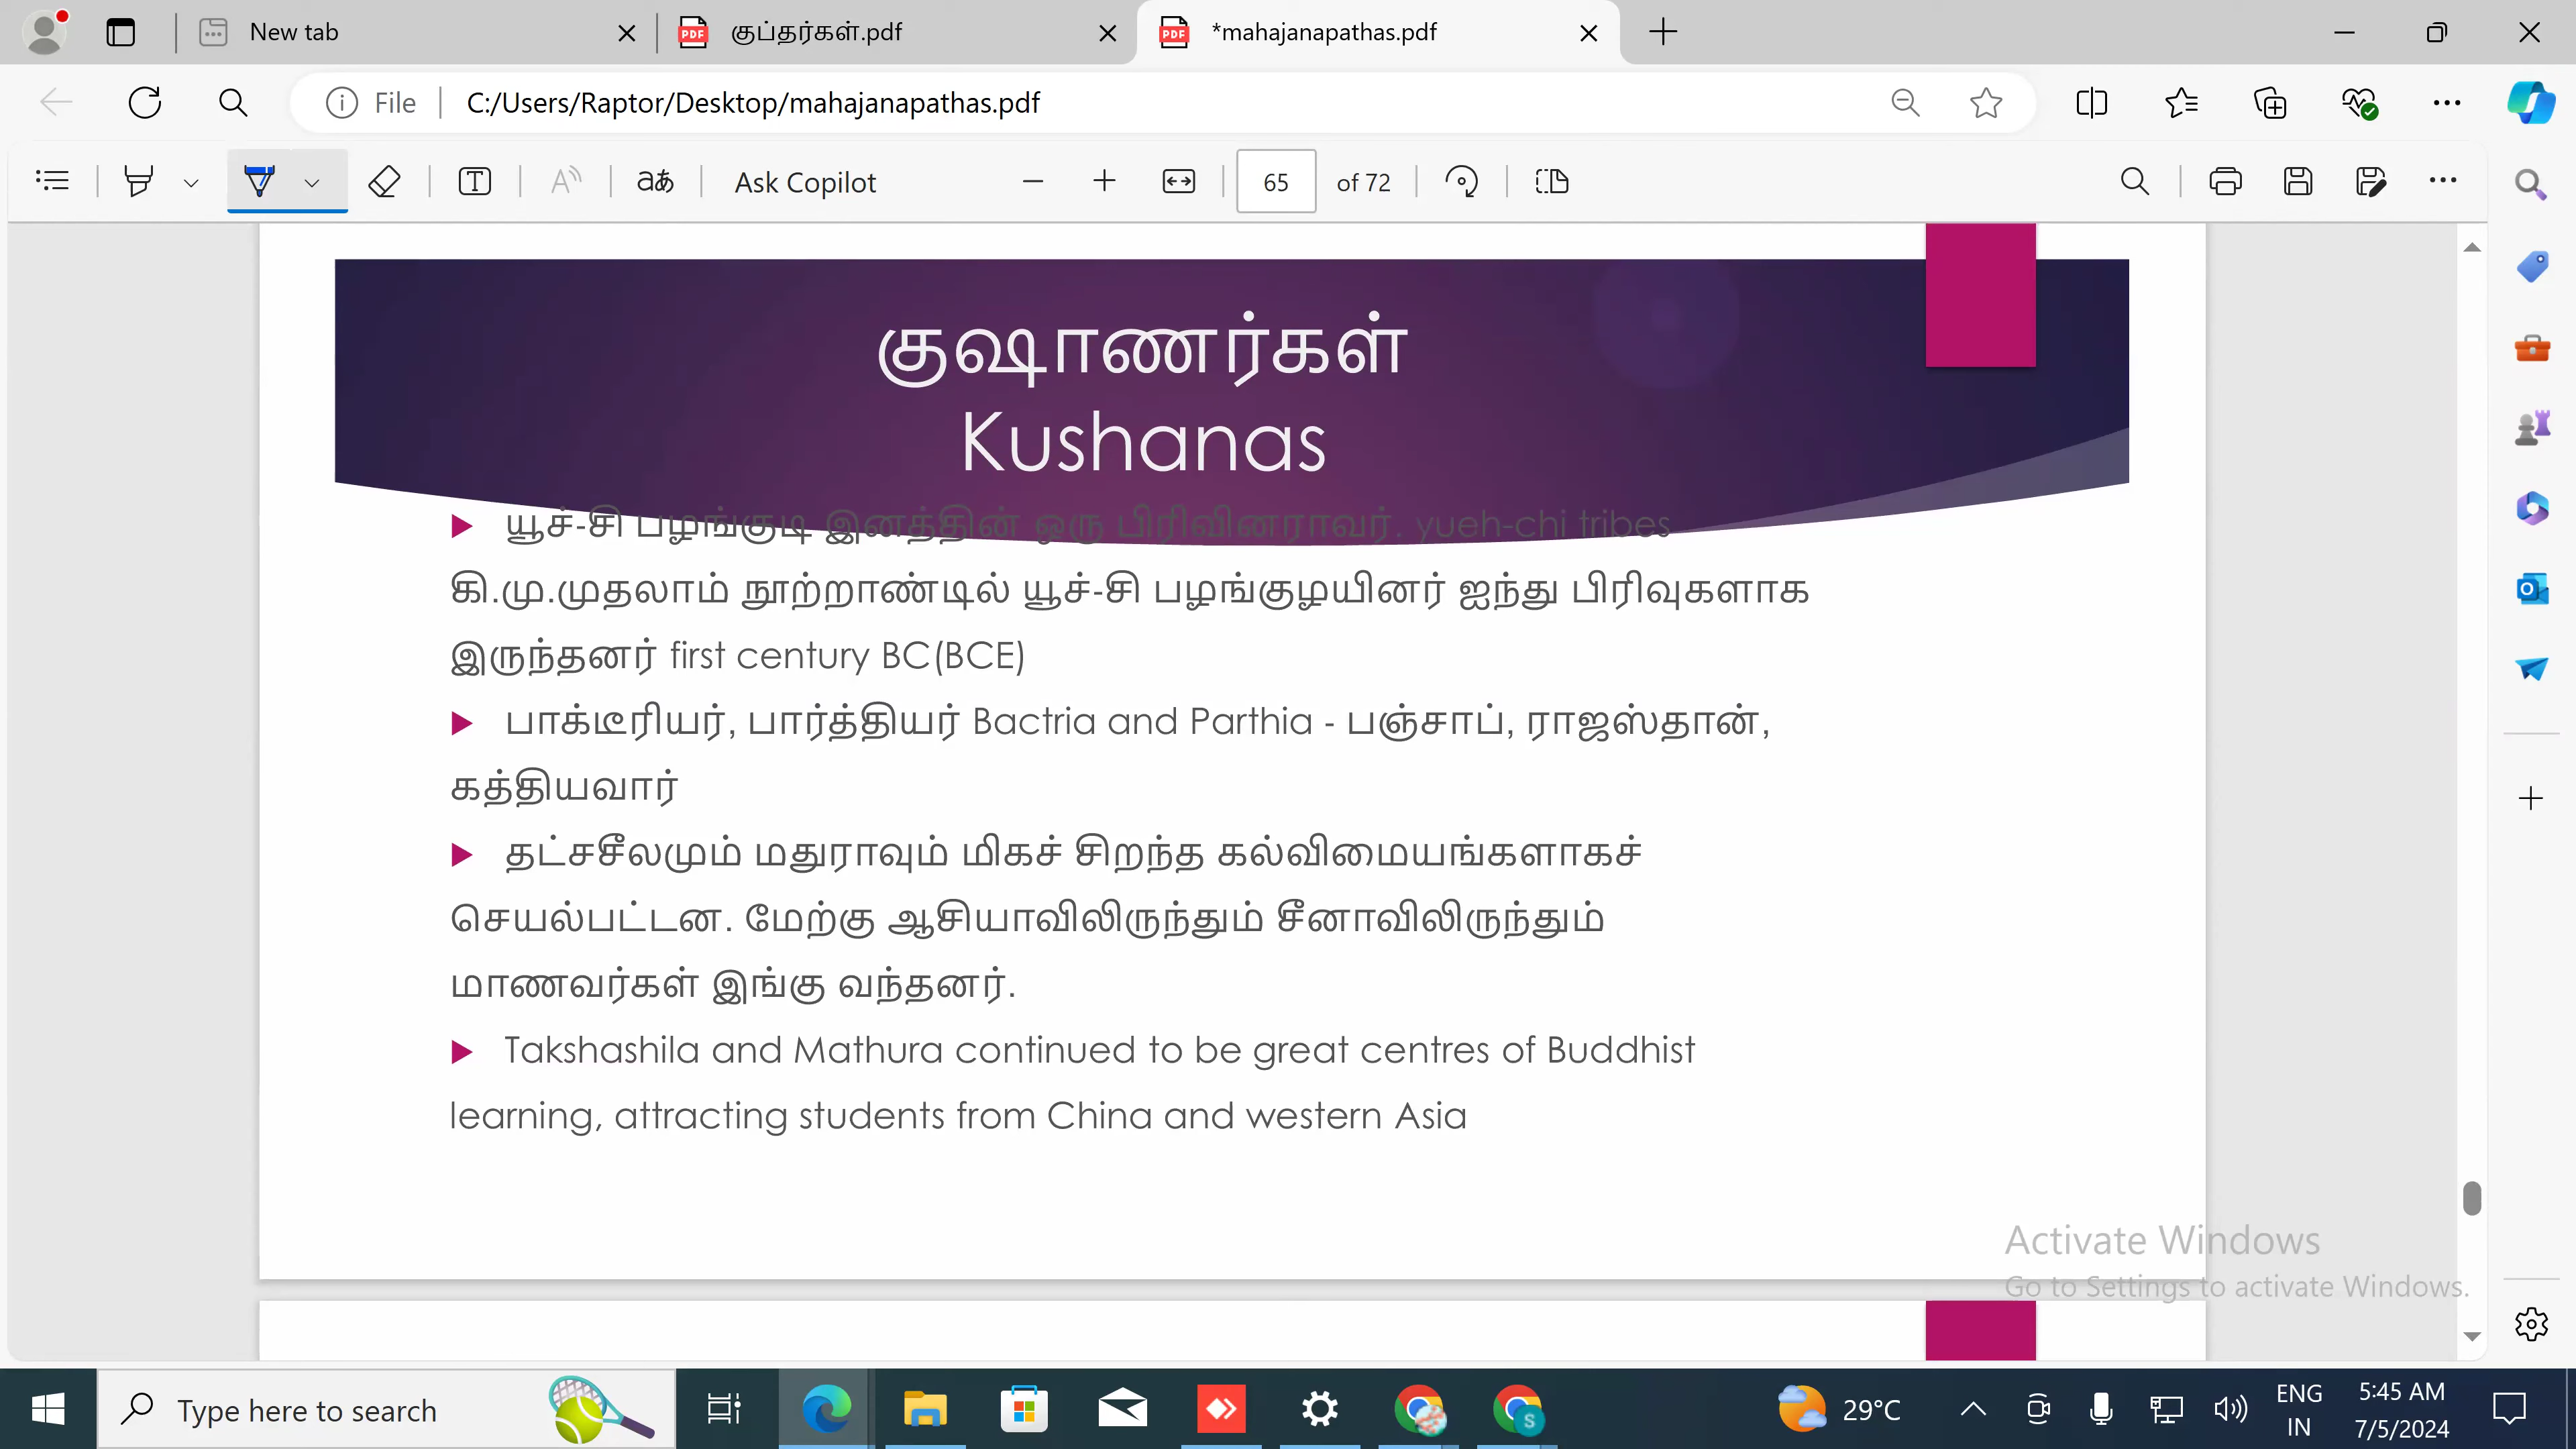 New tab
குப்தர்கள்.pdf
*mahajanapathas.pdf
File
C:/Users/Raptor/Desktop/mahajanapathas.pdf
Ask Copilot
65
of 72
குஷாணர்கள்
Kushanas
யூச்-சி பழங்குடி இனத்தின் ஒரு பிரிவினராவர். yueh-chi tribes
கி.மு.முதலாம் நூற்றாண்டில் யூச்-சி பழங்குழயினர் ஐந்து பிரிவுகளாக
இருந்தனர் first century BC(BCE)
பாக்டீரியர், பார்த்தியர் Bactria and Parthia - பஞ்சாப், ராஜஸ்தான்,
கத்தியவார்
தட்சசீலமும் மதுராவும் மிகச் சிறந்த கல்விமையங்களாகச்
செயல்பட்டன. மேற்கு ஆசியாவிலிருந்தும் சீனாவிலிருந்தும்
மாணவர்கள் இங்கு வந்தனர்.
Takshashila and Mathura continued to be great centres of Buddhist
learning, attracting students from China and western Asia
Activate Windows
Go to Settings to activate Windows.
Type here to search
29°C
ENG
IN
5:45 AM
7/5/2024